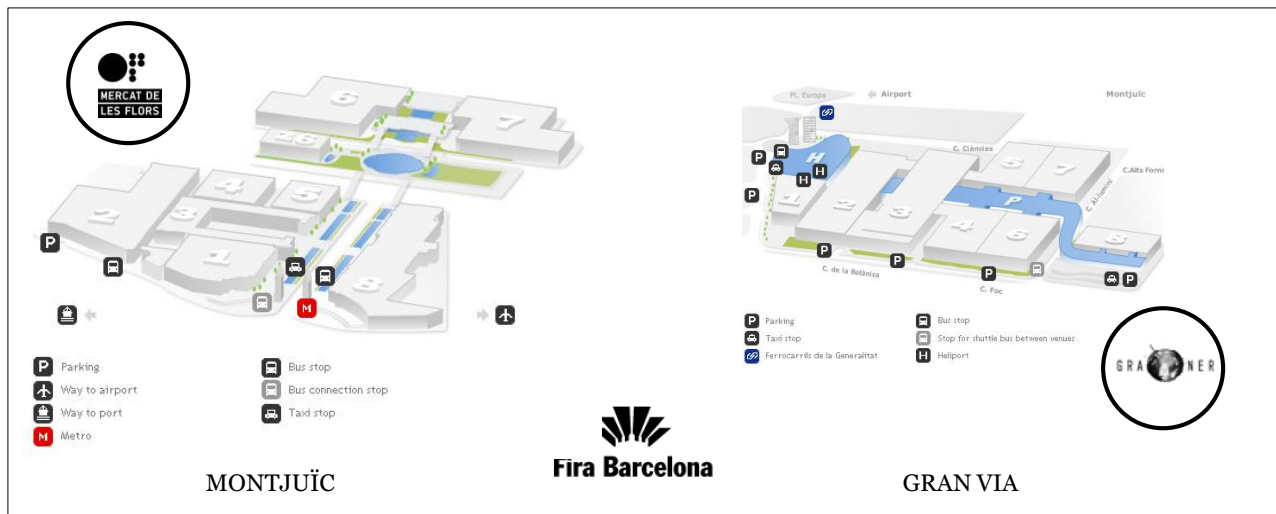 MERCAT DE
LES FLORS
6
7
2
4
5
3
1
8
P
M
P Parking
Way to airport
Way to port
M Metro
Bus stop
Bus connection stop
Taxi stop
MONTJUÏC
Fira Barcelona
Pl. Europa
Airport
Montjuïc
C. Ciències
C.Alts Forns
C. Al·lumini
H
P
H
H
P
P
1
2
3
5
7
P
4
6
8
P
P
P
P
C. de la Botànica
C. Foc
P Parking
Taxi stop
Ferrocarrils de la Generalitat
Bus stop
Stop for shuttle bus between venues
H Heliport
GRA NER
GRAN VIA